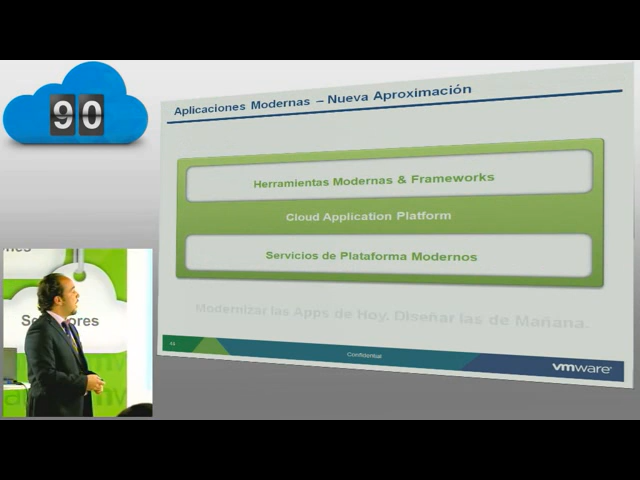 90
Aplicaciones Modernas – Nueva Aproximación
Herramientas Modernas & Frameworks
Cloud Application Platform
Servicios de Plataforma Modernos
Modernizar las Apps de Hoy. Diseñar las de Mañana.
Confidential
vmware